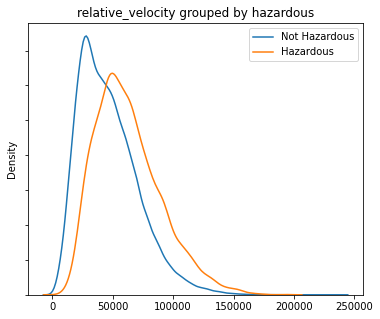 relative_velocity grouped by hazardous
Not Hazardous
Hazardous
Density
0 50000 100000 150000 200000 250000